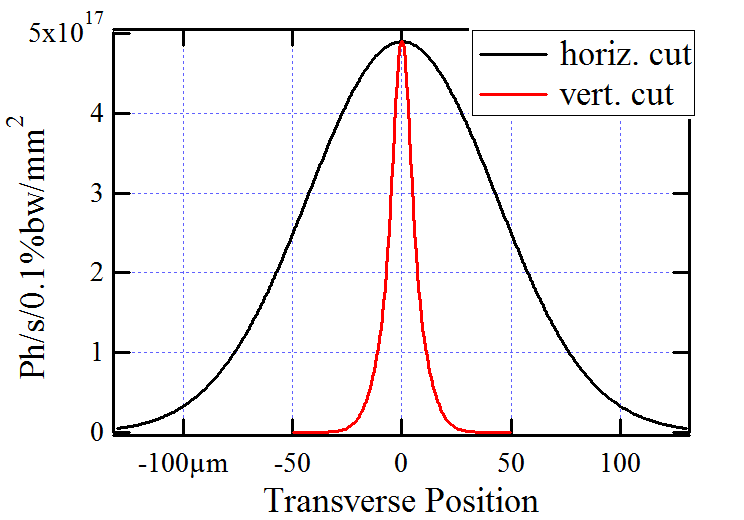 5x10^17
horiz. cut
vert. cut
4
3
2
1
0
Ph/s/0.1%bw/mm^2
-100µm -50 0 50 100
Transverse Position